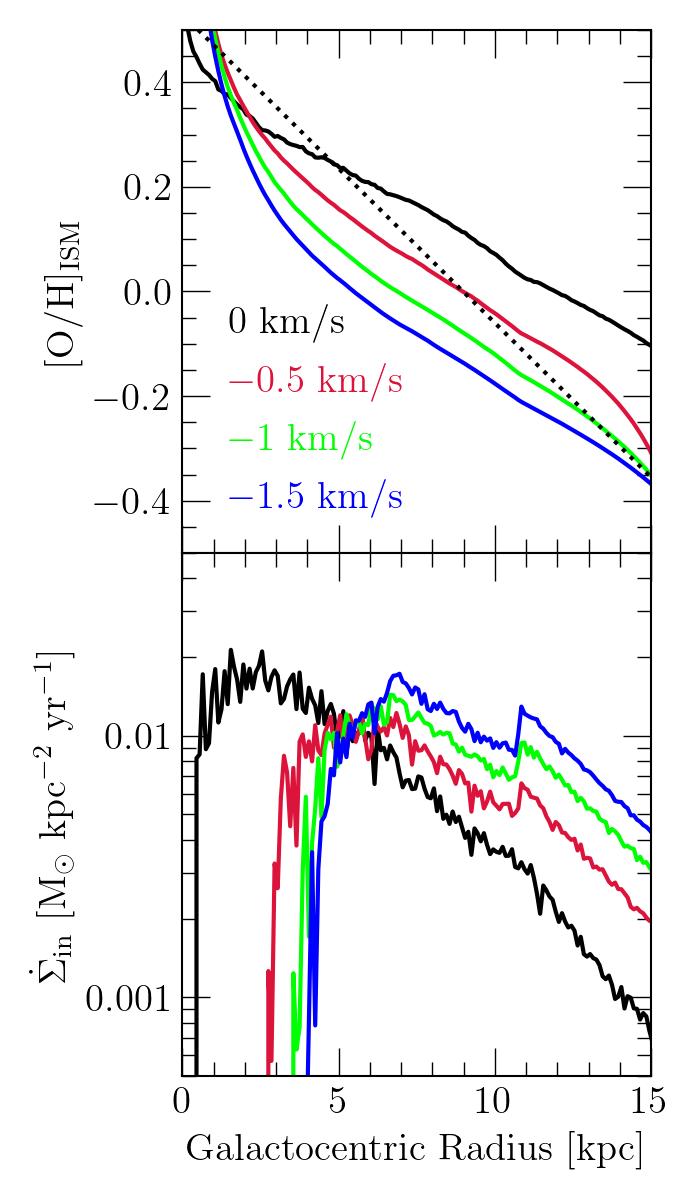 0.4
0.2
0.0
−0.2
−0.4
[O/H]ISM
0 km/s
−0.5 km/s
−1 km/s
−1.5 km/s
0.01
0.001
Σ̇in [M⊙ kpc−2 yr−1]
0 5 10 15
Galactocentric Radius [kpc]